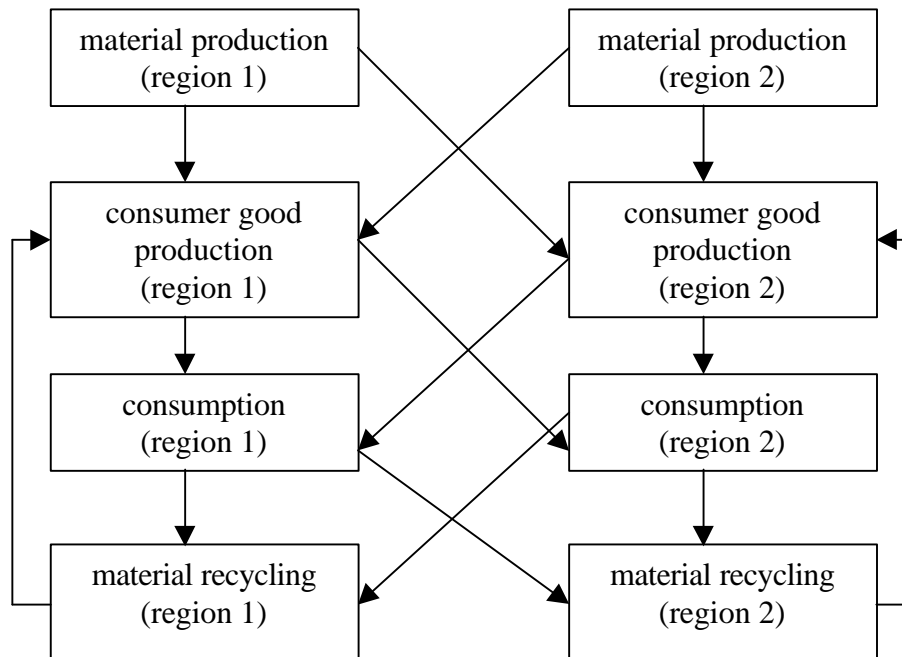 material production
(region 1)
material production
(region 2)
consumer good
production
(region 1)
consumer good
production
(region 2)
consumption
(region 1)
consumption
(region 2)
material recycling
(region 1)
material recycling
(region 2)